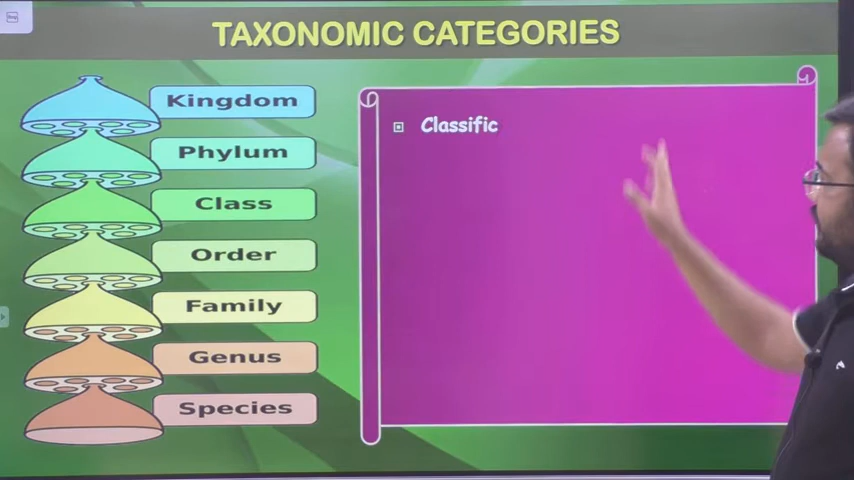 TAXONOMIC CATEGORIES
Kingdom
Phylum
Class
Order
Family
Genus
Species
Classific